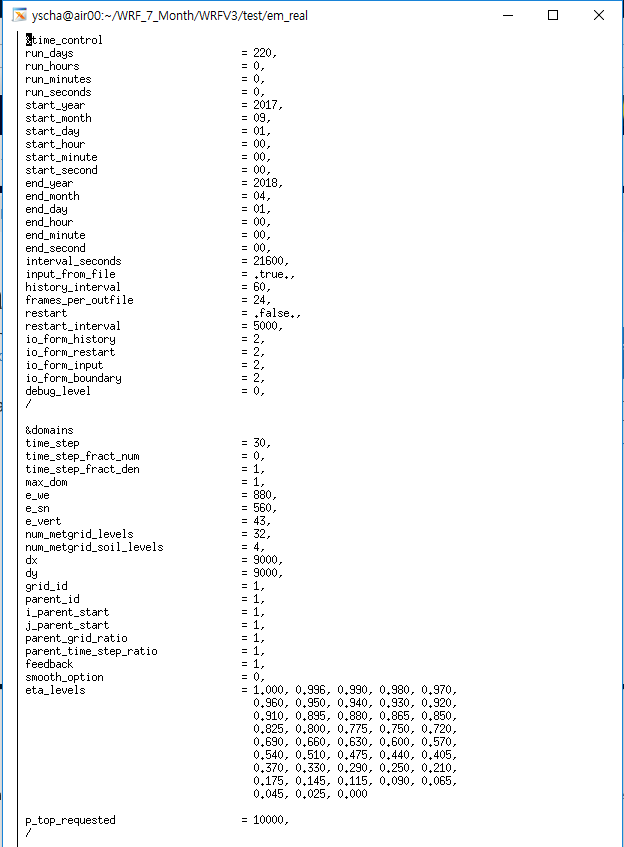 yscha@air00:~/WRF_7_Month/WRFV3/test/em_real
&time_control
run_days = 220,
run_hours = 0,
run_minutes = 0,
run_seconds = 0,
start_year = 2017,
start_month = 09,
start_day = 01,
start_hour = 00,
start_minute = 00,
start_second = 00,
end_year = 2018,
end_month = 04,
end_day = 01,
end_hour = 00,
end_minute = 00,
end_second = 00,
interval_seconds = 21600,
input_from_file = .true.,
history_interval = 60,
frames_per_outfile = 24,
restart = .false.,
restart_interval = 5000,
io_form_history = 2,
io_form_restart = 2,
io_form_input = 2,
io_form_boundary = 2,
debug_level = 0,
/
&domains
time_step = 30,
time_step_fract_num = 0,
time_step_fract_den = 1,
max_dom = 1,
e_we = 880,
e_sn = 560,
e_vert = 43,
num_metgrid_levels = 32,
num_metgrid_soil_levels = 4,
dx = 9000,
dy = 9000,
grid_id = 1,
parent_id = 1,
i_parent_start = 1,
j_parent_start = 1,
parent_grid_ratio = 1,
parent_time_step_ratio = 1,
feedback = 1,
smooth_option = 0,
eta_levels = 1.000, 0.996, 0.990, 0.980, 0.970,
0.960, 0.950, 0.940, 0.930, 0.920,
0.910, 0.895, 0.880, 0.865, 0.850,
0.825, 0.800, 0.775, 0.750, 0.720,
0.690, 0.660, 0.630, 0.600, 0.570,
0.540, 0.510, 0.475, 0.440, 0.405,
0.370, 0.330, 0.290, 0.250, 0.210,
0.175, 0.145, 0.115, 0.090, 0.065,
0.045, 0.025, 0.000
p_top_requested = 10000,
/